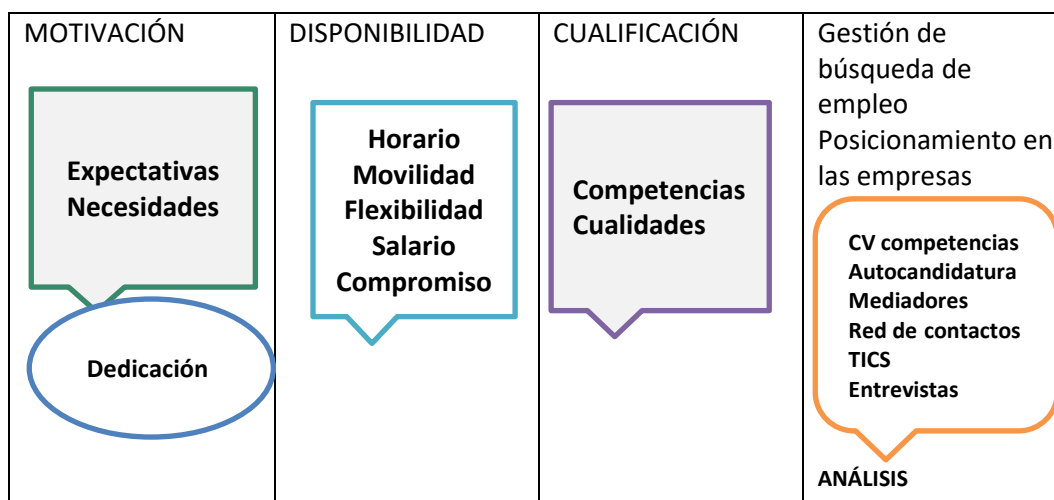 MOTIVACIÓN
Expectativas
Necesidades
Dedicación
DISPONIBILIDAD
Horario
Movilidad
Flexibilidad
Salario
Compromiso
CUALIFICACIÓN
Competencias
Cualidades
Gestión de
búsqueda de
empleo
Posicionamiento en
las empresas
CV competencias
Autocandidatura
Mediadores
Red de contactos
TICS
Entrevistas
ANÁLISIS